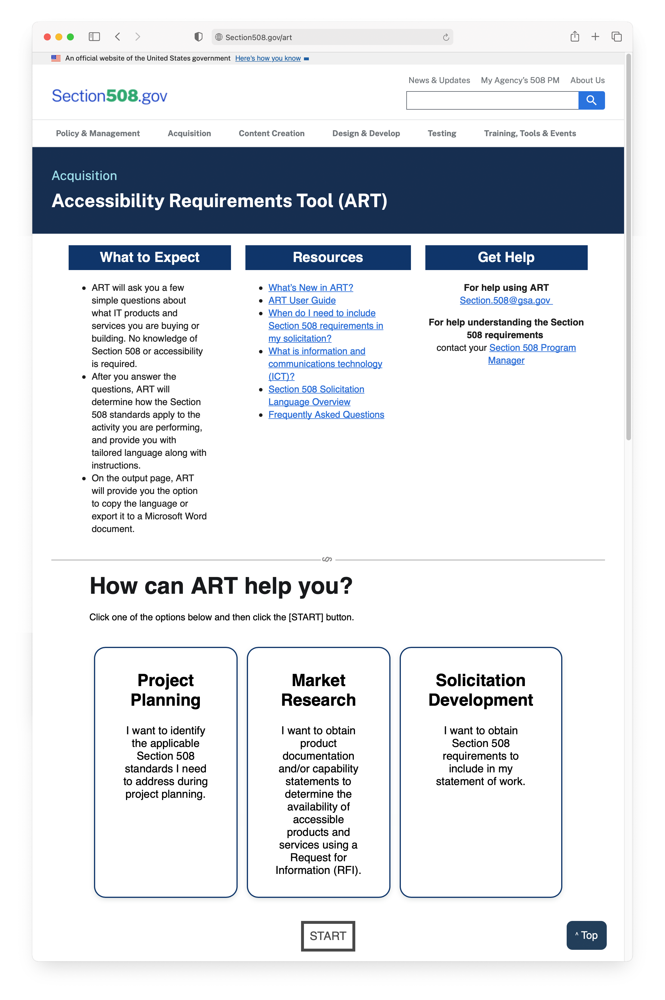 Section508.gov/art
An official website of the United States government Here's how you know
News & Updates My Agency’s 508 PM About Us
Section508.gov
Policy & Management Acquisition Content Creation Design & Develop Testing Training, Tools & Events
Acquisition
Accessibility Requirements Tool (ART)
What to Expect
• ART will ask you a few
simple questions about
what IT products and
services you are buying or
building. No knowledge of
Section 508 or accessibility
is required.
• After you answer the
questions, ART will
determine how the Section
508 standards apply to the
activity you are performing,
and provide you with
tailored language along with
instructions.
• On the output page, ART
will provide you the option
to copy the language or
export it to a Microsoft Word
document.
Resources
• What’s New in ART?
• ART User Guide
• When do I need to include
Section 508 requirements in
my solicitation?
• What is information and
communications technology
(ICT)?
• Section 508 Solicitation
Language Overview
• Frequently Asked Questions
Get Help
For help using ART
Section.508@gsa.gov
For help understanding the Section
508 requirements
contact your Section 508 Program
Manager
§
How can ART help you?
Click one of the options below and then click the [START] button.
Project
Planning
I want to identify
the applicable
Section 508
standards I need
to address during
project planning.
Market
Research
I want to obtain
product
documentation
and/or capability
statements to
determine the
availability of
accessible
products and
services using a
Request for
Information (RFI).
Solicitation
Development
I want to obtain
Section 508
requirements to
include in my
statement of work.
START
^ Top